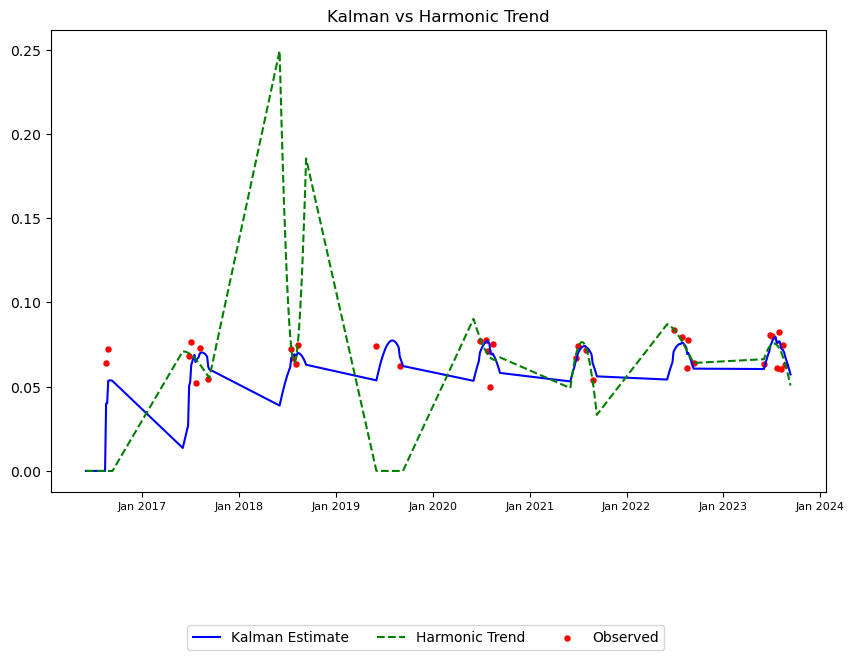 Kalman vs Harmonic Trend
0.25
0.20
0.15
0.10
0.05
0.00
Jan 2017 Jan 2018 Jan 2019 Jan 2020 Jan 2021 Jan 2022 Jan 2023 Jan 2024
Kalman Estimate Harmonic Trend Observed